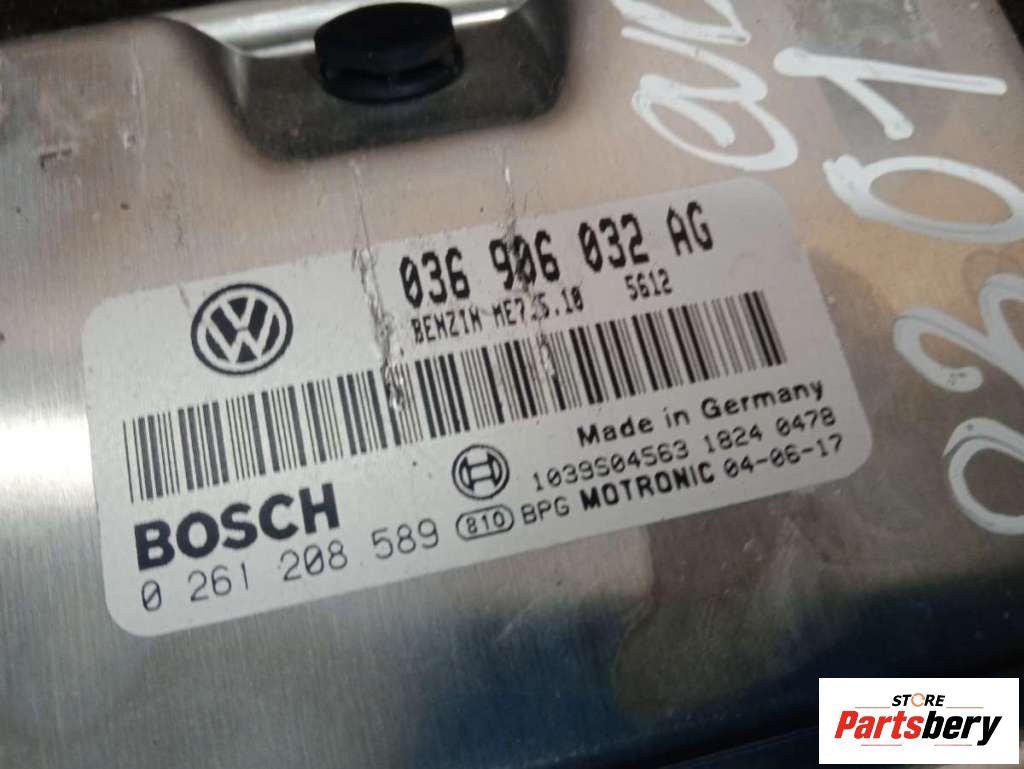 036 906 032 AG
BENZIN ME7.5.10 5612
Made in Germany
1039S04563 1824 0478
BOSCH
0 261 208 589 810 BPG MOTRONIC 04-06-17
STORE
Partsbery